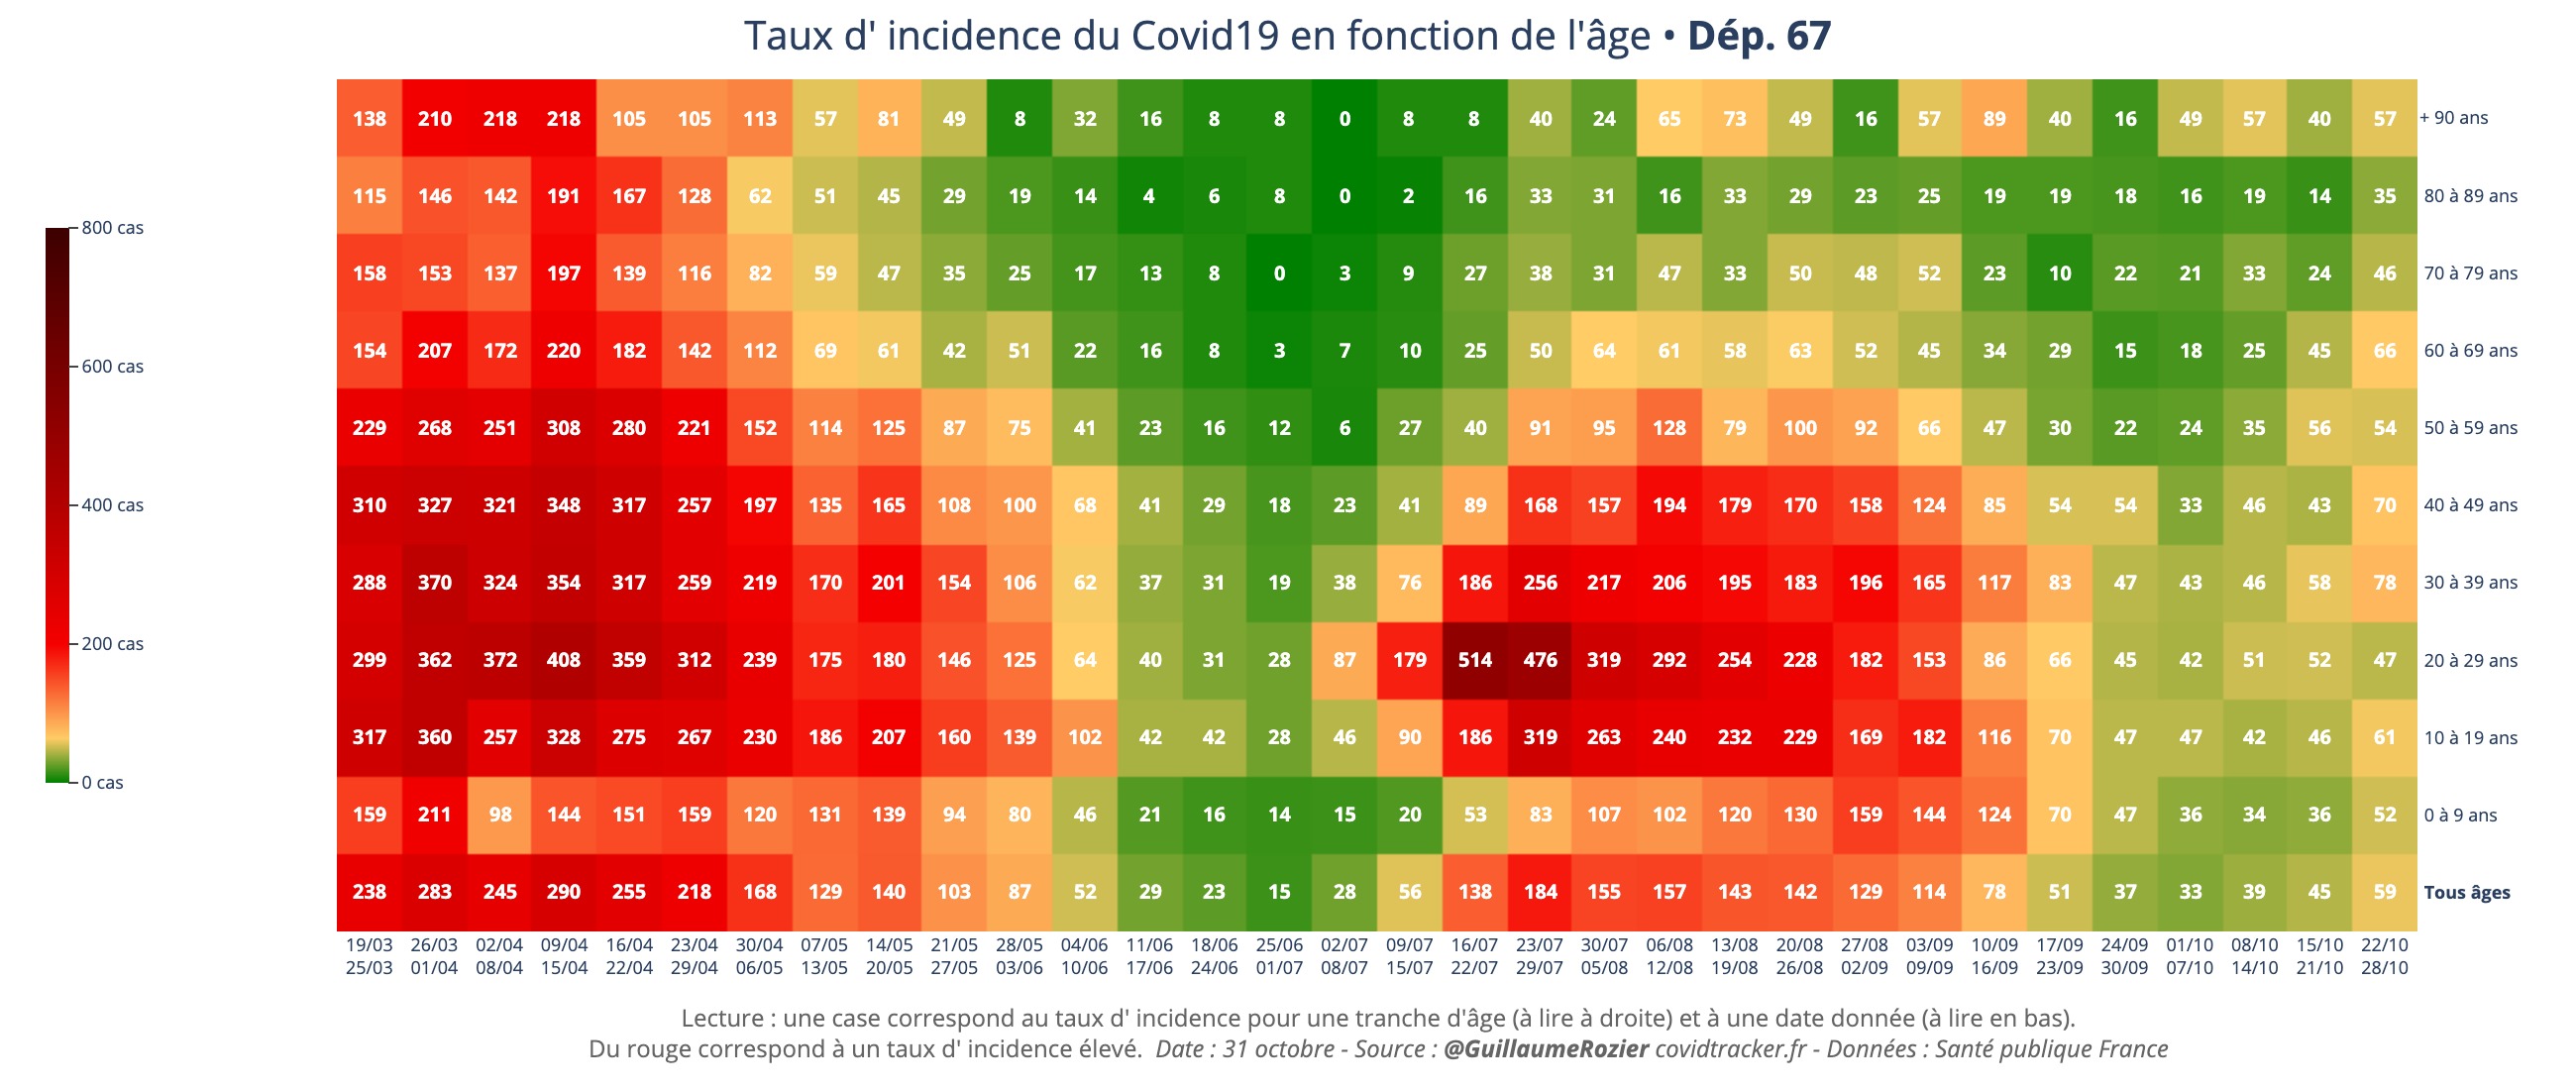 Taux d' incidence du Covid19 en fonction de l'âge • Dép. 67
800 cas
600 cas
400 cas
200 cas
0 cas
138 210 218 218 105 105 113 57 81 49 8 32 16 8 8 0 8 8 40 24 65 73 49 16 57 89 40 16 49 57 40 57 + 90 ans
115 146 142 191 167 128 62 51 45 29 19 14 4 6 8 0 2 16 33 31 16 33 29 23 25 19 19 18 16 19 14 35 80 à 89 ans
158 153 137 197 139 116 82 59 47 35 25 17 13 8 0 3 9 27 38 31 47 33 50 48 52 23 10 22 21 33 24 46 70 à 79 ans
154 207 172 220 182 142 112 69 61 42 51 22 16 8 3 7 10 25 50 64 61 58 63 52 45 34 29 15 18 25 45 66 60 à 69 ans
229 268 251 308 280 221 152 114 125 87 75 41 23 16 12 6 27 40 91 95 128 79 100 92 66 47 30 22 24 35 56 54 50 à 59 ans
310 327 321 348 317 257 197 135 165 108 100 68 41 29 18 23 41 89 168 157 194 179 170 158 124 85 54 54 33 46 43 70 40 à 49 ans
288 370 324 354 317 259 219 170 201 154 106 62 37 31 19 38 76 186 256 217 206 195 183 196 165 117 83 47 43 46 58 78 30 à 39 ans
299 362 372 408 359 312 239 175 180 146 125 64 40 31 28 87 179 514 476 319 292 254 228 182 153 86 66 45 42 51 52 47 20 à 29 ans
317 360 257 328 275 267 230 186 207 160 139 102 42 42 28 46 90 186 319 263 240 232 229 169 182 116 70 47 47 42 46 61 10 à 19 ans
159 211 98 144 151 159 120 131 139 94 80 46 21 16 14 15 20 53 83 107 102 120 130 159 144 124 70 47 36 34 36 52 0 à 9 ans
238 283 245 290 255 218 168 129 140 103 87 52 29 23 15 28 56 138 184 155 157 143 142 129 114 78 51 37 33 39 45 59 Tous âges
19/03 26/03 02/04 09/04 16/04 23/04 30/04 07/05 14/05 21/05 28/05 04/06 11/06 18/06 25/06 02/07 09/07 16/07 23/07 30/07 06/08 13/08 20/08 27/08 03/09 10/09 17/09 24/09 01/10 08/10 15/10 22/10
25/03 01/04 08/04 15/04 22/04 29/04 06/05 13/05 20/05 27/05 03/06 10/06 17/06 24/06 01/07 08/07 15/07 22/07 29/07 05/08 12/08 19/08 26/08 02/09 09/09 16/09 23/09 30/09 07/10 14/10 21/10 28/10
Lecture : une case correspond au taux d' incidence pour une tranche d'âge (à lire à droite) et à une date donnée (à lire en bas).
Du rouge correspond à un taux d' incidence élevé. Date : 31 octobre - Source : @GuillaumeRozier covidtracker.fr - Données : Santé publique France